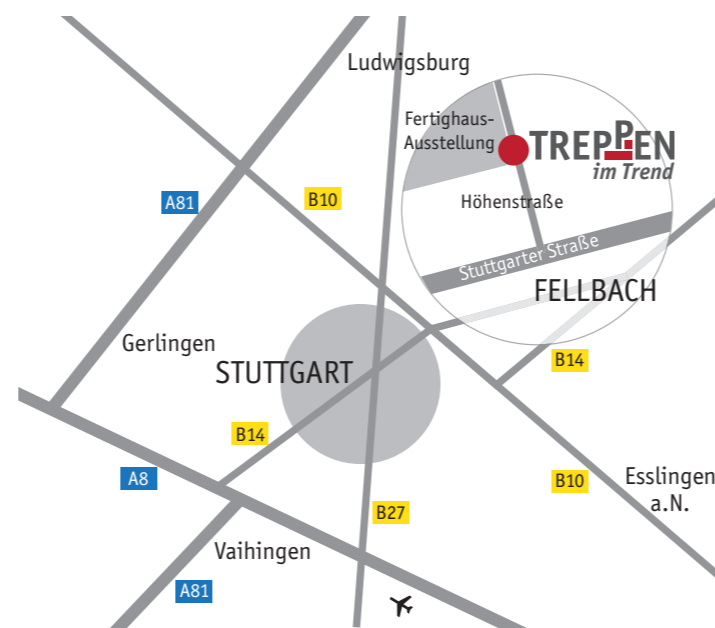 Ludwigsburg
Fertighaus-
Ausstellung
TREPPEN
im Trend
A81
B10
Höhenstraße
Stuttgarter Straße
FELLBACH
Gerlingen
STUTTGART
B14
B14
A8
B10
Esslingen
a.N.
B27
Vaihingen
A81